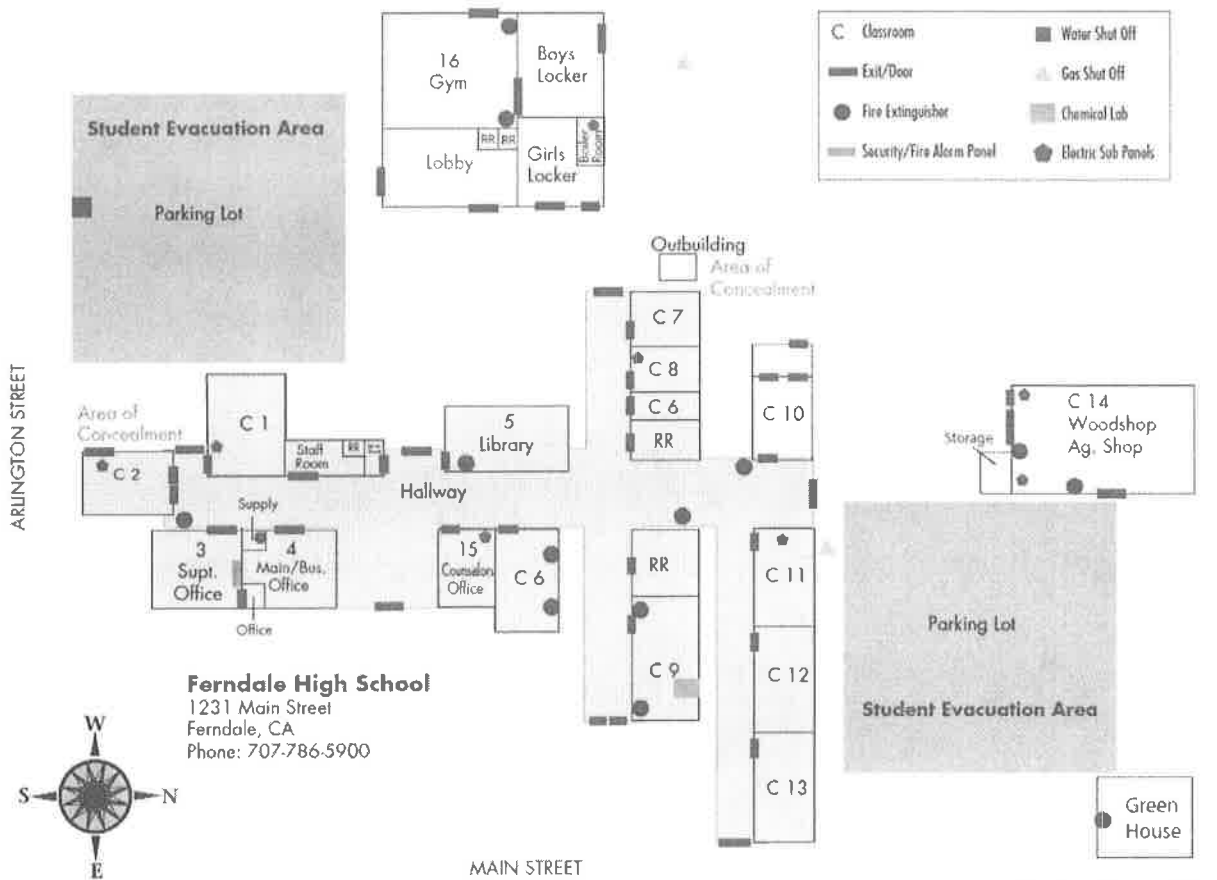 C Classroom
Water Shut Off
Exit/Door
Gas Shut Off
Fire Extinguisher
Chemical Lab
Security/Fire Alarm Panel
Electric Sub Panels
16
Gym
Boys
Locker
RR
RR
Lobby
Girls
Locker
Boiler
Room
Student Evacuation Area
Parking Lot
Outbuilding
Area of
Concealment
C 7
C 8
C 6
RR
C 10
C 14
Woodshop
Ag. Shop
Storage
ARLINGTON STREET
Area of
Concealment
C 1
C 2
Staff
Room
RR
5
Library
Hallway
Supply
3
Supt.
Office
4
Main/Bus.
Office
Office
15
Counselors
Office
C 6
RR
C 9
C 11
C 12
C 13
Parking Lot
Student Evacuation Area
Green
House
Ferndale High School
1231 Main Street
Ferndale, CA
Phone: 707-786-5900
W
S
N
E
MAIN STREET